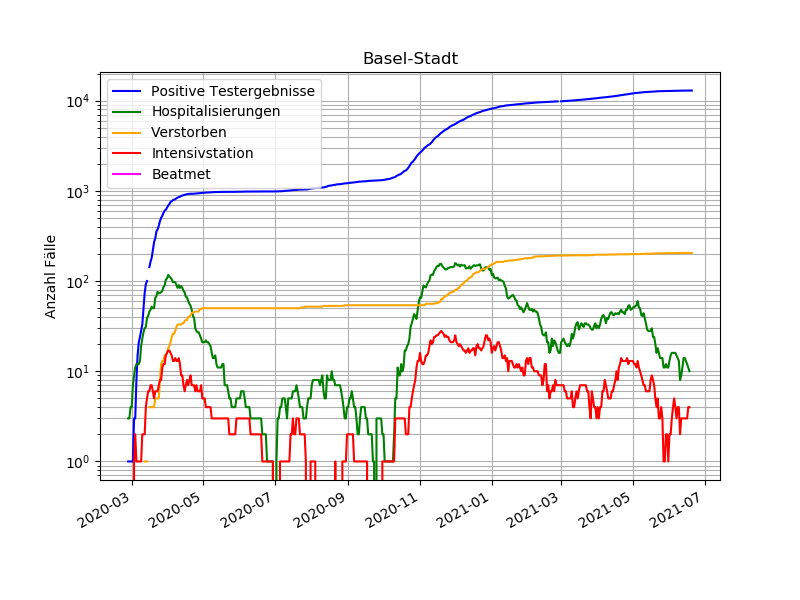 Basel-Stadt
Positive Testergebnisse
Hospitalisierungen
Verstorben
Intensivstation
Beatmet
Anzahl Fälle
10⁴
10³
10²
10¹
10⁰
2020-03
2020-05
2020-07
2020-09
2020-11
2021-01
2021-03
2021-05
2021-07